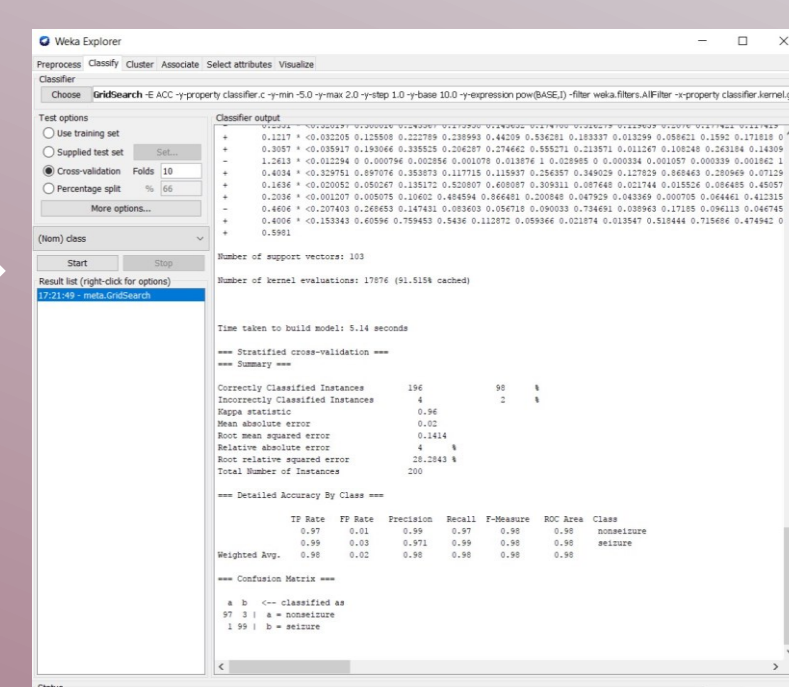 Weka Explorer
Preprocess Classify Cluster Associate Select attributes Visualize
Classifier
Choose GridSearch -E ACC -y-property classifier.c -y-min -5.0 -y-max 2.0 -y-step 1.0 -y-base 10.0 -y-expression pow(BASE,I) -filter weka.filters.AllFilter -x-property classifier.kernel.g
Test options
Use training set
Supplied test set Set...
Cross-validation Folds 10
Percentage split % 66
More options...
(Nom) class
Start Stop
Result list (right-click for options)
17:21:49 - meta.GridSearch
Classifier output
+ 0.1217 * <0.032205 0.125508 0.222789 0.238993 0.44209 0.536281 0.183337 0.013299 0.058621 0.1592 0.171818 0
+ 0.3057 * <0.035917 0.193066 0.335525 0.206287 0.274662 0.555271 0.213571 0.011267 0.108248 0.263184 0.14309
- 1.2613 * <0.012294 0 0.000796 0.002856 0.001078 0.013876 1 0.028985 0 0.000334 0.001057 0.000339 0.001862 1
+ 0.4034 * <0.329751 0.897076 0.353873 0.117715 0.115937 0.256357 0.349029 0.127829 0.868463 0.280969 0.07129
+ 0.1636 * <0.020052 0.050267 0.135172 0.520807 0.608087 0.309311 0.087648 0.021744 0.015526 0.086485 0.45057
+ 0.2036 * <0.001207 0.005075 0.10602 0.484594 0.866481 0.200848 0.047929 0.043369 0.000705 0.064461 0.412315
- 0.4606 * <0.207403 0.268653 0.147431 0.083603 0.056718 0.090033 0.734691 0.038963 0.17185 0.096113 0.046745
+ 0.4006 * <0.153343 0.60596 0.759453 0.5436 0.112872 0.059366 0.021874 0.013547 0.518444 0.715686 0.474942 0
+ 0.5981
Number of support vectors: 103
Number of kernel evaluations: 17876 (91.515% cached)
Time taken to build model: 5.14 seconds
=== Stratified cross-validation ===
=== Summary ===
Correctly Classified Instances 196 98 %
Incorrectly Classified Instances 4 2 %
Kappa statistic 0.96
Mean absolute error 0.02
Root mean squared error 0.1414
Relative absolute error 4 %
Root relative squared error 28.2843 %
Total Number of Instances 200
=== Detailed Accuracy By Class ===
TP Rate FP Rate Precision Recall F-Measure ROC Area Class
0.97 0.01 0.99 0.97 0.98 0.98 nonseizure
0.99 0.03 0.971 0.99 0.98 0.98 seizure
Weighted Avg. 0.98 0.02 0.98 0.98 0.98 0.98
=== Confusion Matrix ===
a b <-- classified as
97 3 | a = nonseizure
1 99 | b = seizure